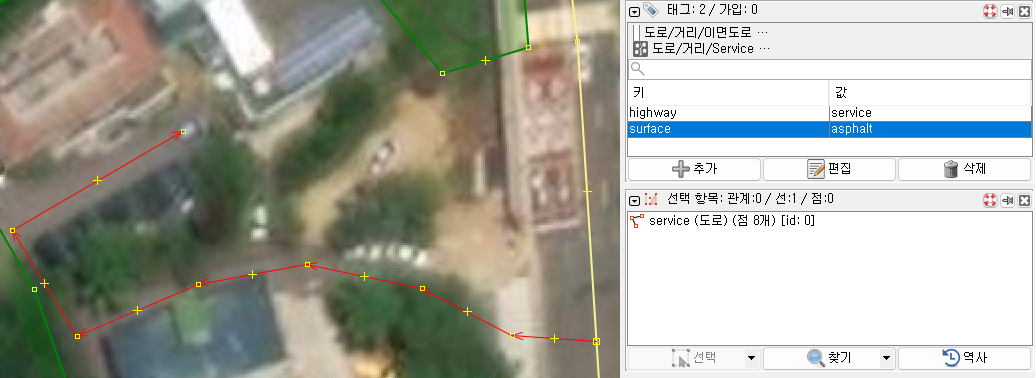 태그: 2 / 가입: 0
도로/거리/이면도로 ...
도로/거리/Service ...
키 값
highway service
surface asphalt
추가 편집 삭제
선택 항목: 관계:0 / 선:1 / 점:0
service (도로) (점 8개) [id: 0]
선택 찾기 역사